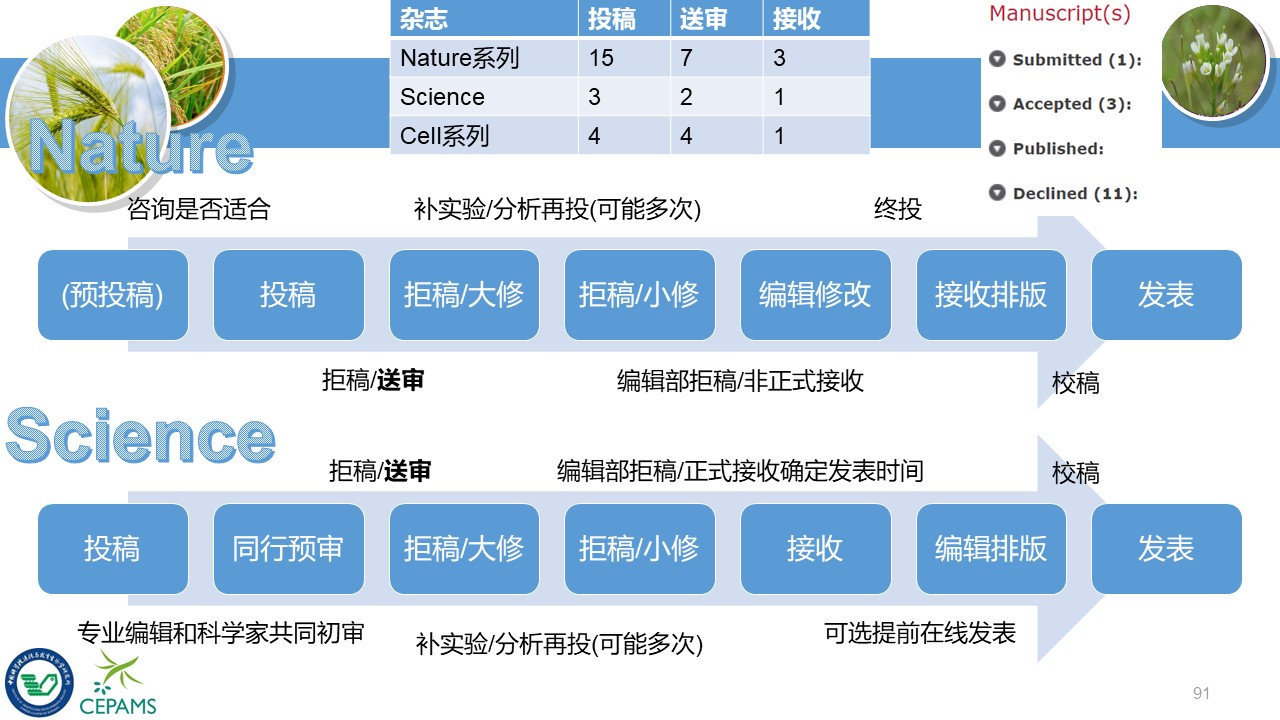 杂志 投稿 送审 接收
Nature系列 15 7 3
Science 3 2 1
Cell系列 4 4 1
Manuscript(s)
Submitted (1):
Accepted (3):
Published:
Declined (11):
Nature
咨询是否适合 补实验/分析再投(可能多次) 终投
(预投稿) 投稿 拒稿/大修 拒稿/小修 编辑修改 接收排版 发表
拒稿/送审 编辑部拒稿/非正式接收 校稿
Science
拒稿/送审 编辑部拒稿/正式接收确定发表时间 校稿
投稿 同行预审 拒稿/大修 拒稿/小修 接收 编辑排版 发表
专业编辑和科学家共同初审 补实验/分析再投(可能多次) 可选提前在线发表
CEPAMS
91